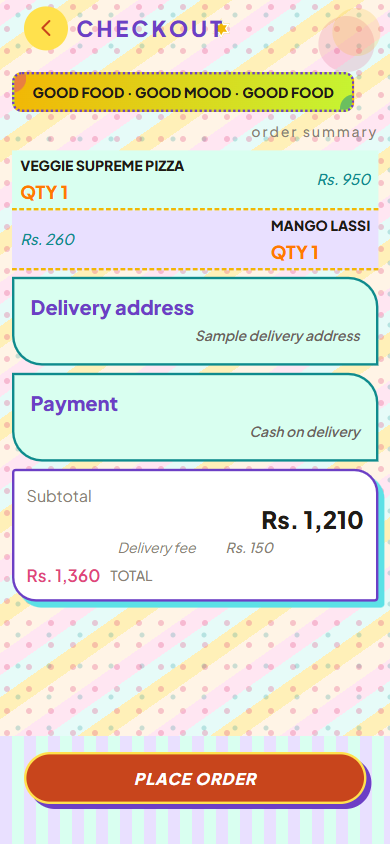 CHECKOUT
GOOD FOOD · GOOD MOOD · GOOD FOOD
order summary
VEGGIE SUPREME PIZZA
QTY 1
Rs. 950
Rs. 260
MANGO LASSI
QTY 1
Delivery address
Sample delivery address
Payment
Cash on delivery
Subtotal
Rs. 1,210
Delivery fee Rs. 150
Rs. 1,360 TOTAL
PLACE ORDER